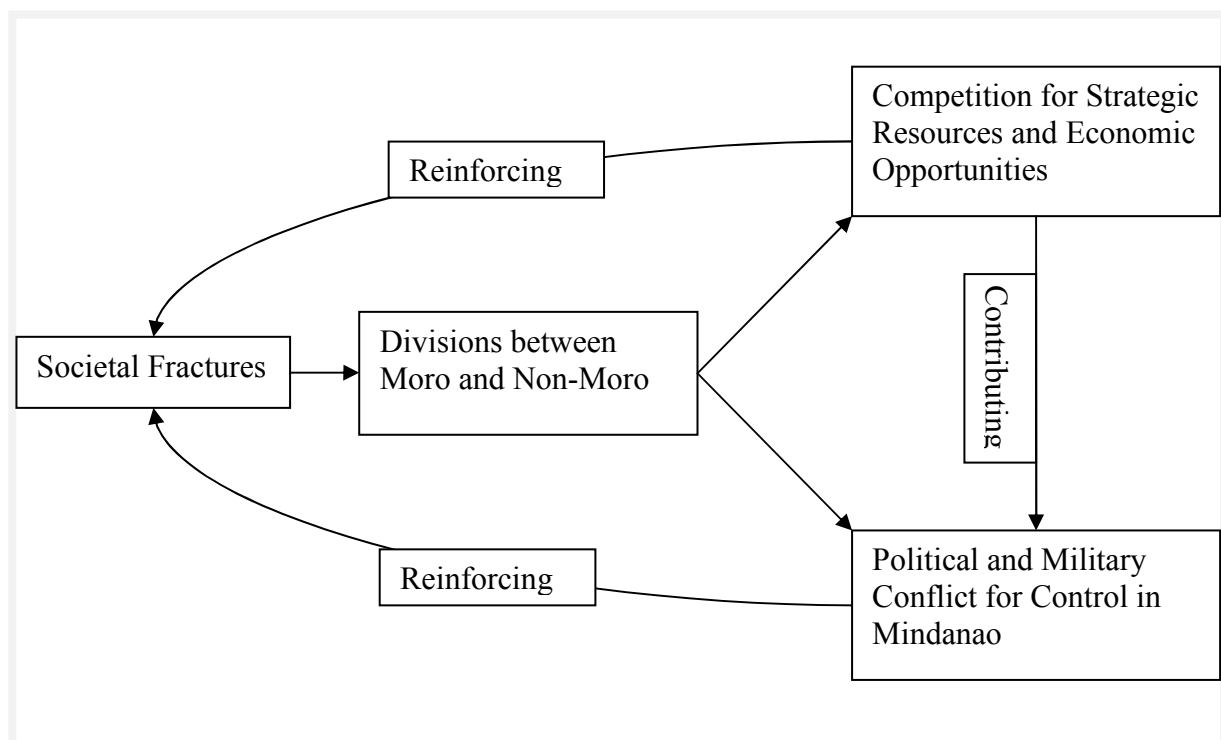 Competition for Strategic
Resources and Economic
Opportunities
Reinforcing
Contributing
Societal Fractures
Divisions between
Moro and Non-Moro
Reinforcing
Political and Military
Conflict for Control in
Mindanao